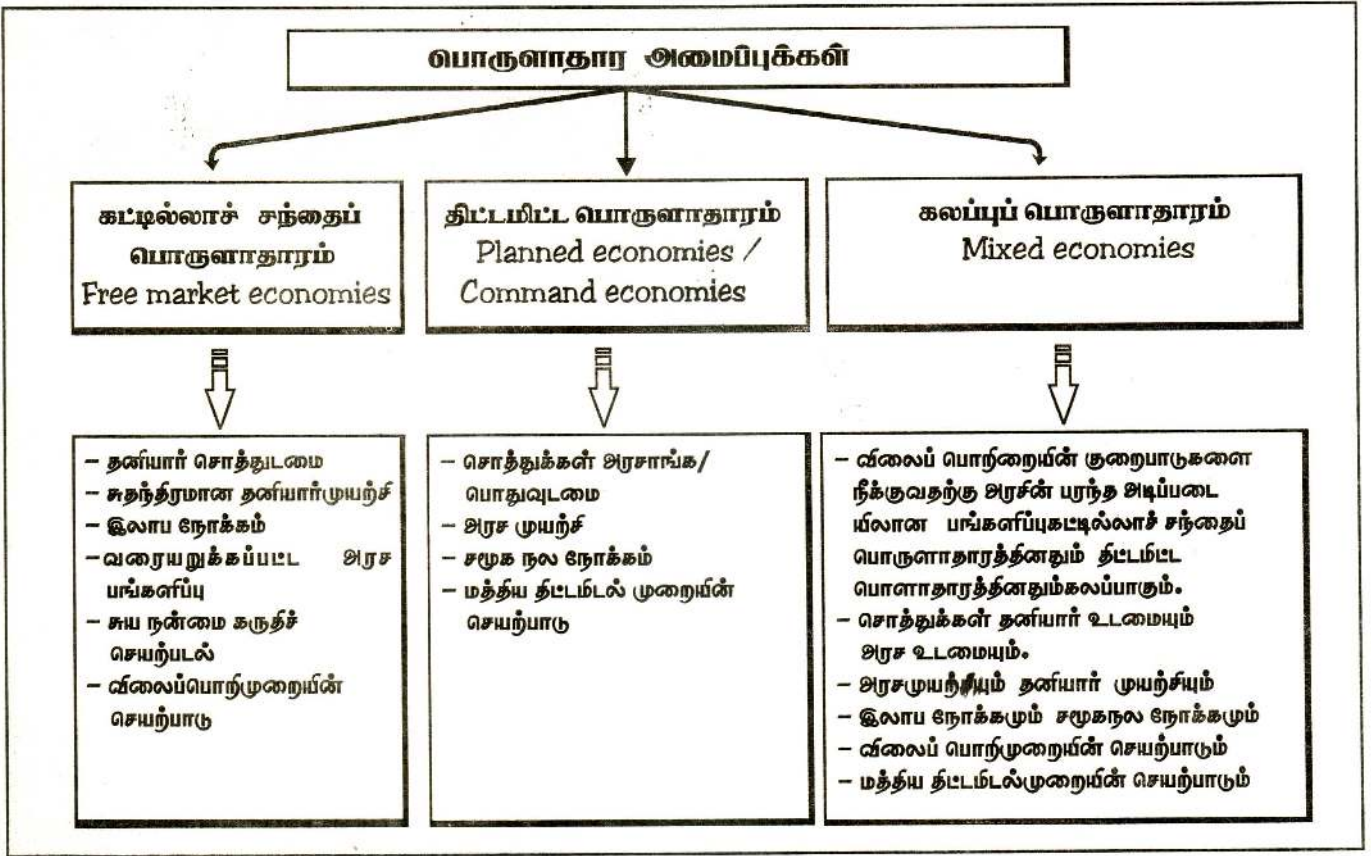 பொருளாதார அமைப்புக்கள்
கட்டில்லாச் சந்தைப்
பொருளாதாரம்
Free market economies
திட்டமிட்ட பொருளாதாரம்
Planned economies /
Command economies
கலப்புப் பொருளாதாரம்
Mixed economies
– தனியார் சொத்துடமை
– சுதந்திரமான தனியார்முயற்சி
– இலாப நோக்கம்
– வரையறுக்கப்பட்ட அரச
பங்களிப்பு
– சுய நன்மை கருதிச்
செயற்படல்
– விலைப்பொறிமுறையின்
செயற்பாடு
– சொத்துக்கள் அரசாங்க/
பொதுவுடமை
– அரச முயற்சி
– சமூக நல நோக்கம்
– மத்திய திட்டமிடல் முறையின்
செயற்பாடு
– விலைப் பொறிறையின் குறைபாடுகளை
நீக்குவதற்கு அரசின் பரந்த அடிப்படை
யிலான பங்களிப்புகட்டில்லாச் சந்தைப்
பொருளாதாரத்தினதும் திட்டமிட்ட
பொளாதாரத்தினதும்கலப்பாகும்.
– சொத்துக்கள் தனியார் உடமையும்
அரச உடமையும்.
– அரசமுயற்சியும் தனியார் முயற்சியும்
– இலாப நோக்கமும் சமூகநல நோக்கமும்
– விலைப் பொறிமுறையின் செயற்பாடும்
– மத்திய திட்டமிடல்முறையின் செயற்பாடும்